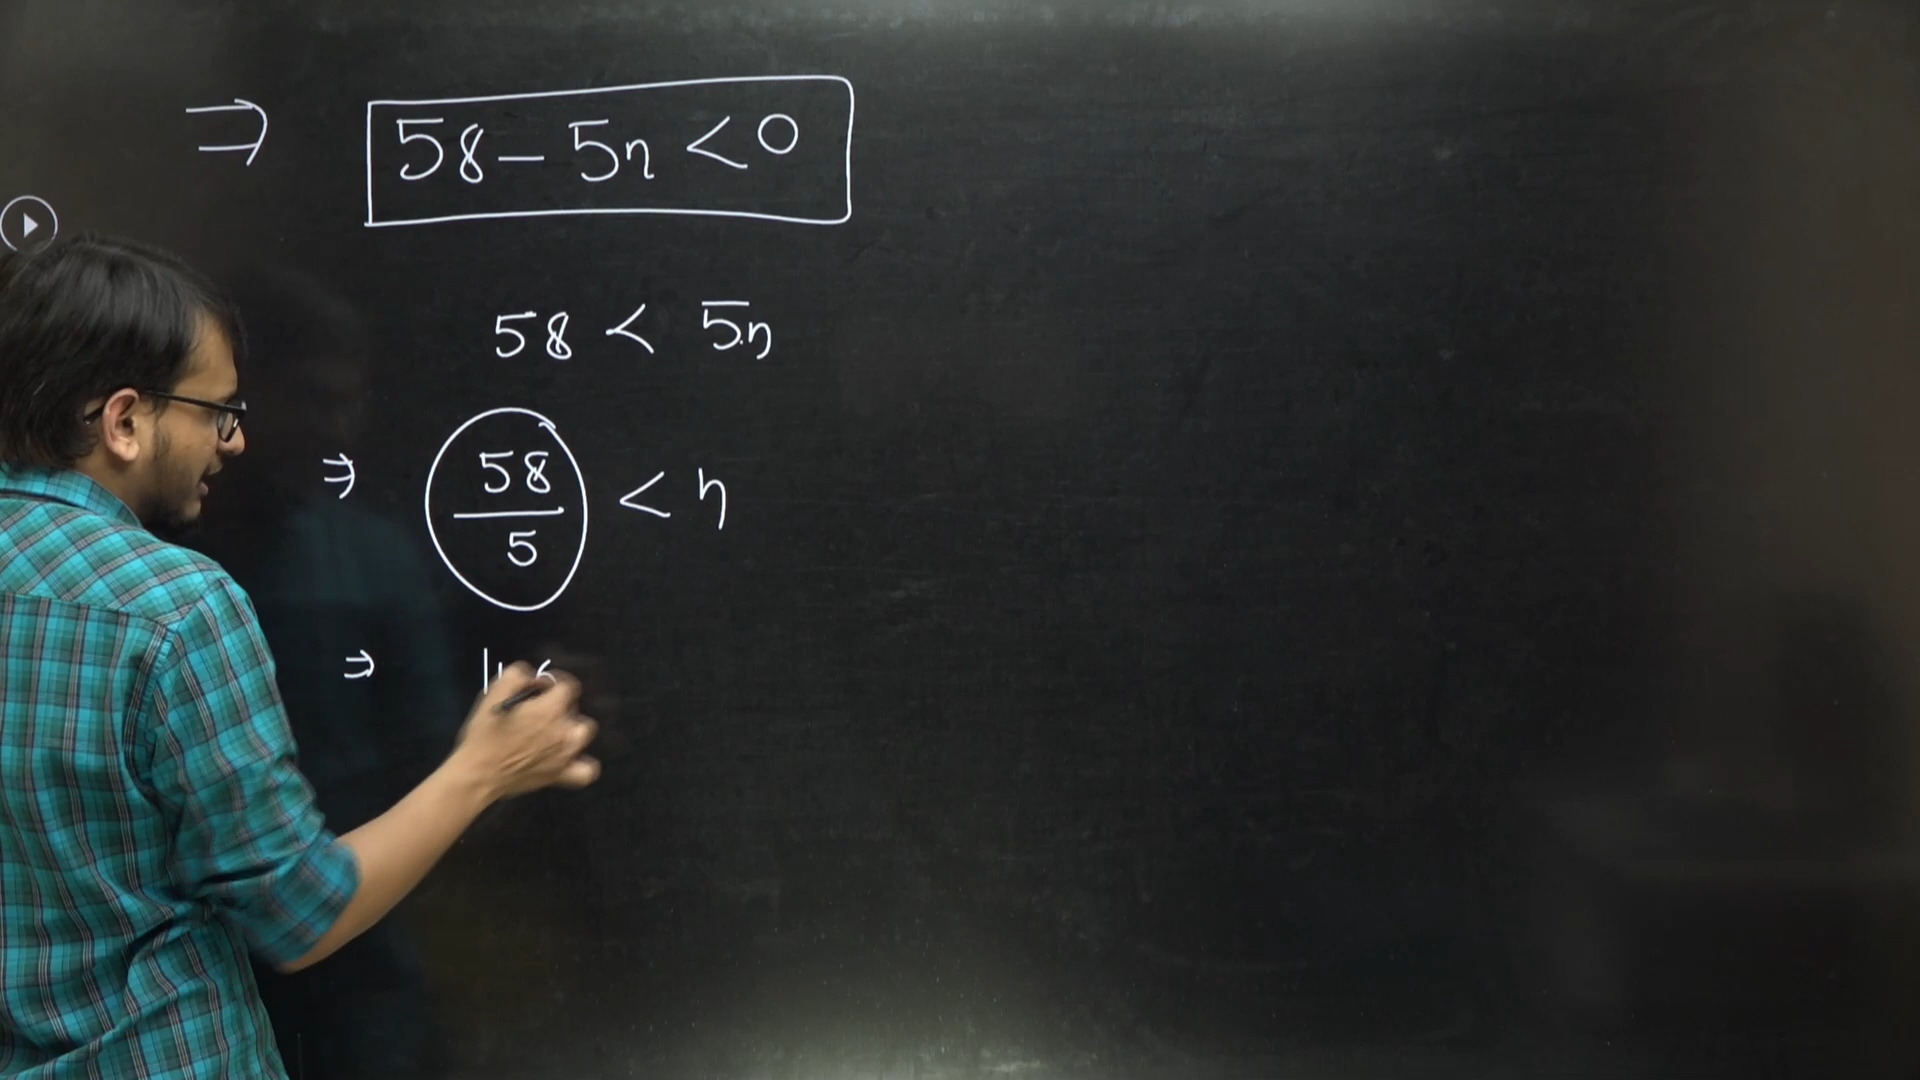 ⇒ 58 - 5n < 0
58 < 5n
⇒ 58/5 < n
⇒